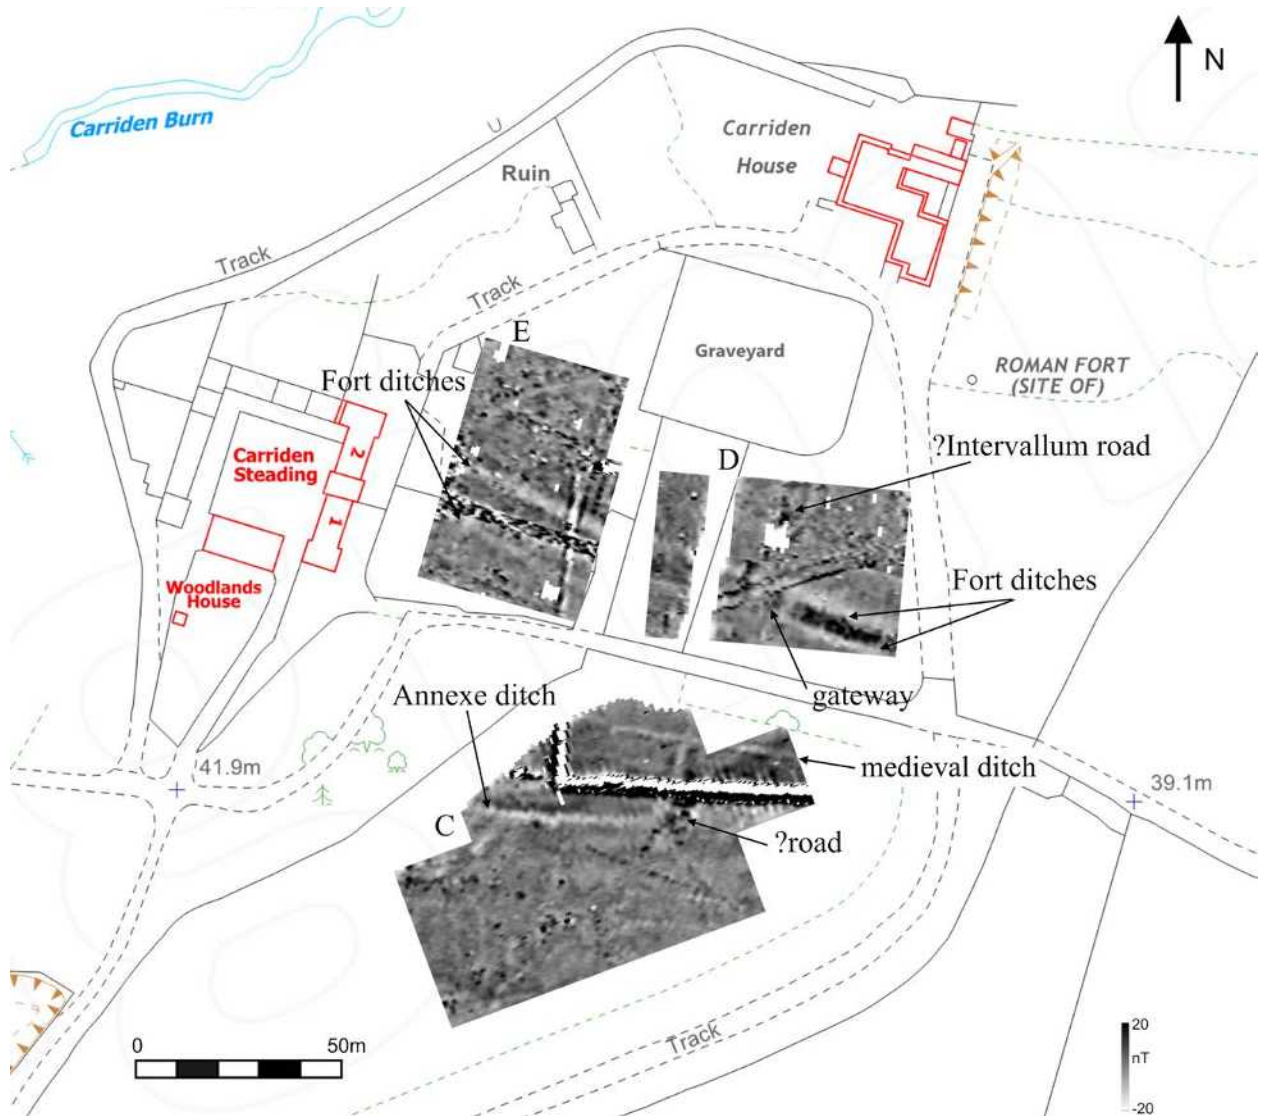 N
Carriden Burn
Carriden
House
Ruin
Track
Track
E
Graveyard
ROMAN FORT
(SITE OF)
Fort ditches
2
Carriden
Steading
1
D
?Intervallum road
Woodlands
House
Fort ditches
gateway
Annexe ditch
41.9m
medieval ditch
39.1m
C
?road
Track
0
50m
20
nT
-20